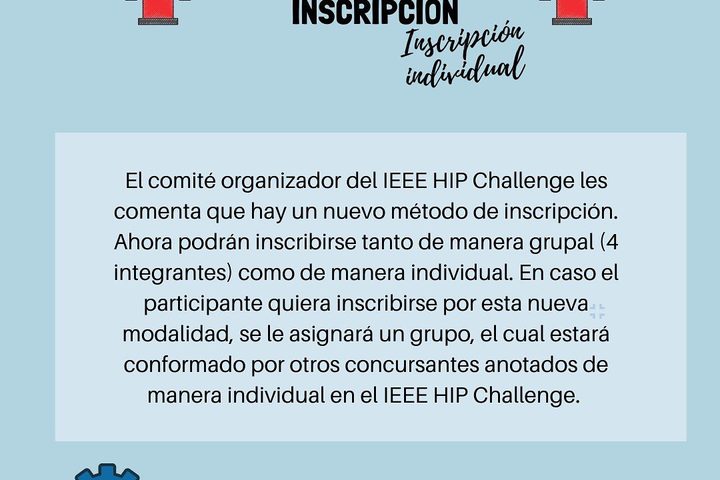 INSCRIPCIÓN
Inscripción
individual
El comité organizador del IEEE HIP Challenge les
comenta que hay un nuevo método de inscripción.
Ahora podrán inscribirse tanto de manera grupal (4
integrantes) como de manera individual. En caso el
participante quiera inscribirse por esta nueva
modalidad, se le asignará un grupo, el cual estará
conformado por otros concursantes anotados de
manera individual en el IEEE HIP Challenge.